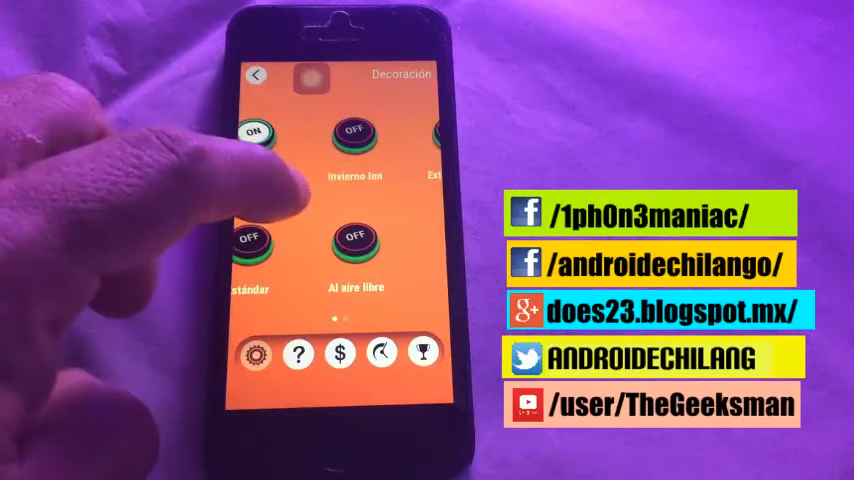 Decoración
ON
OFF
Invierno Inn
Ext
OFF
OFF
stándar
Al aire libre
? $
f /1ph0n3maniac/
f /androidechilango/
g+ does23.blogspot.mx/
ANDROIDECHILANG
/user/TheGeeksman